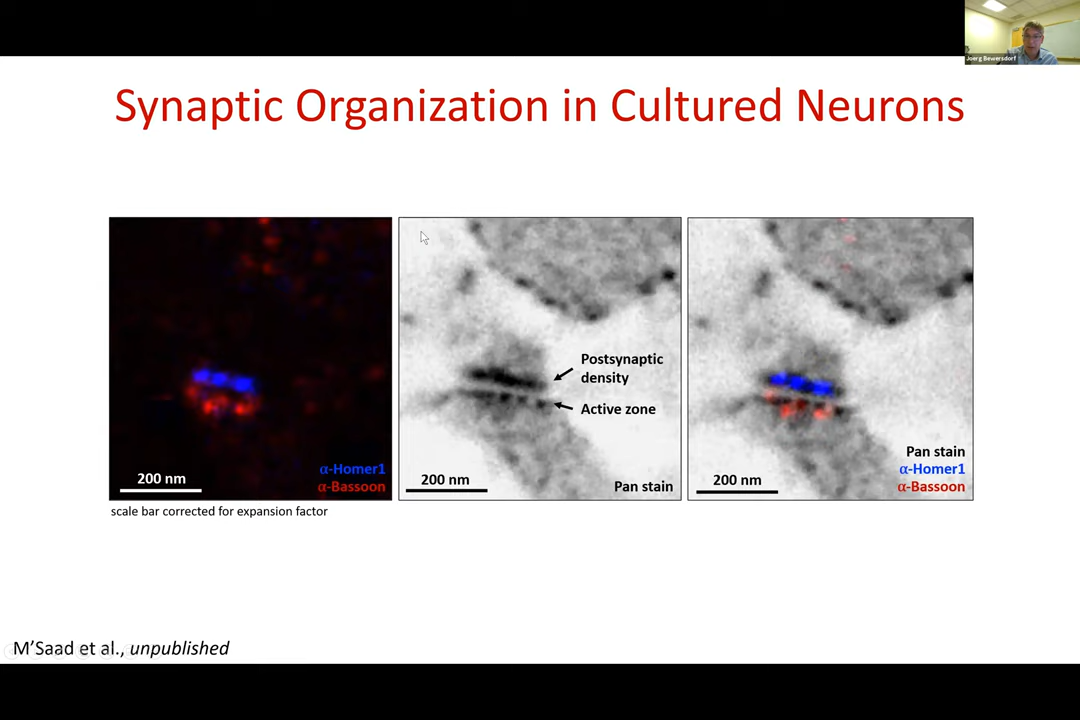 Joerg Bewersdorf
Synaptic Organization in Cultured Neurons
200 nm
α-Homer1
α-Bassoon
Postsynaptic
density
Active zone
200 nm
Pan stain
200 nm
Pan stain
α-Homer1
α-Bassoon
scale bar corrected for expansion factor
M'Saad et al., unpublished